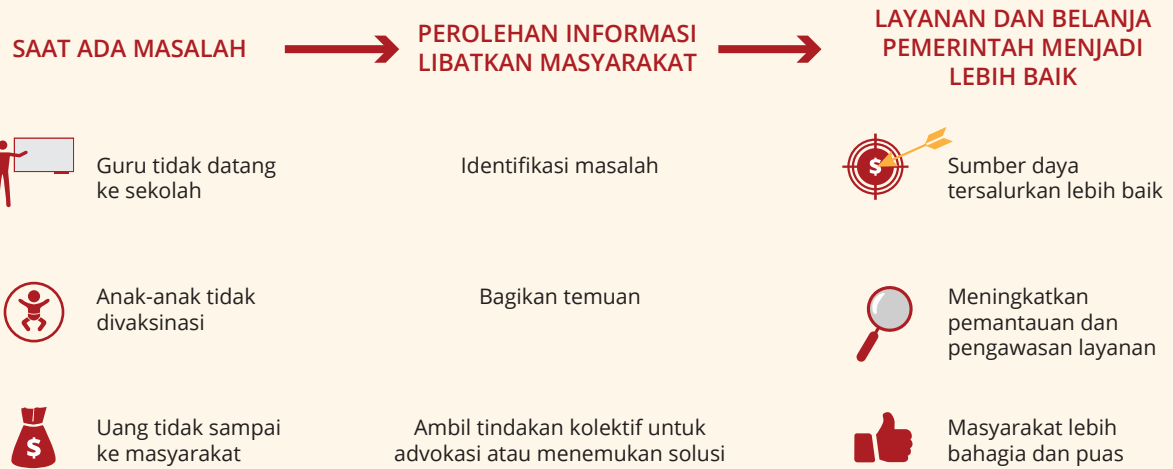 SAAT ADA MASALAH
PEROLEHAN INFORMASI
LIBATKAN MASYARAKAT
LAYANAN DAN BELANJA
PEMERINTAH MENJADI
LEBIH BAIK
Guru tidak datang
ke sekolah
Identifikasi masalah
$
Sumber daya
tersalurkan lebih baik
Anak-anak tidak
divaksinasi
Bagikan temuan
Meningkatkan
pemantauan dan
pengawasan layanan
$
Uang tidak sampai
ke masyarakat
Ambil tindakan kolektif untuk
advokasi atau menemukan solusi
Masyarakat lebih
bahagia dan puas